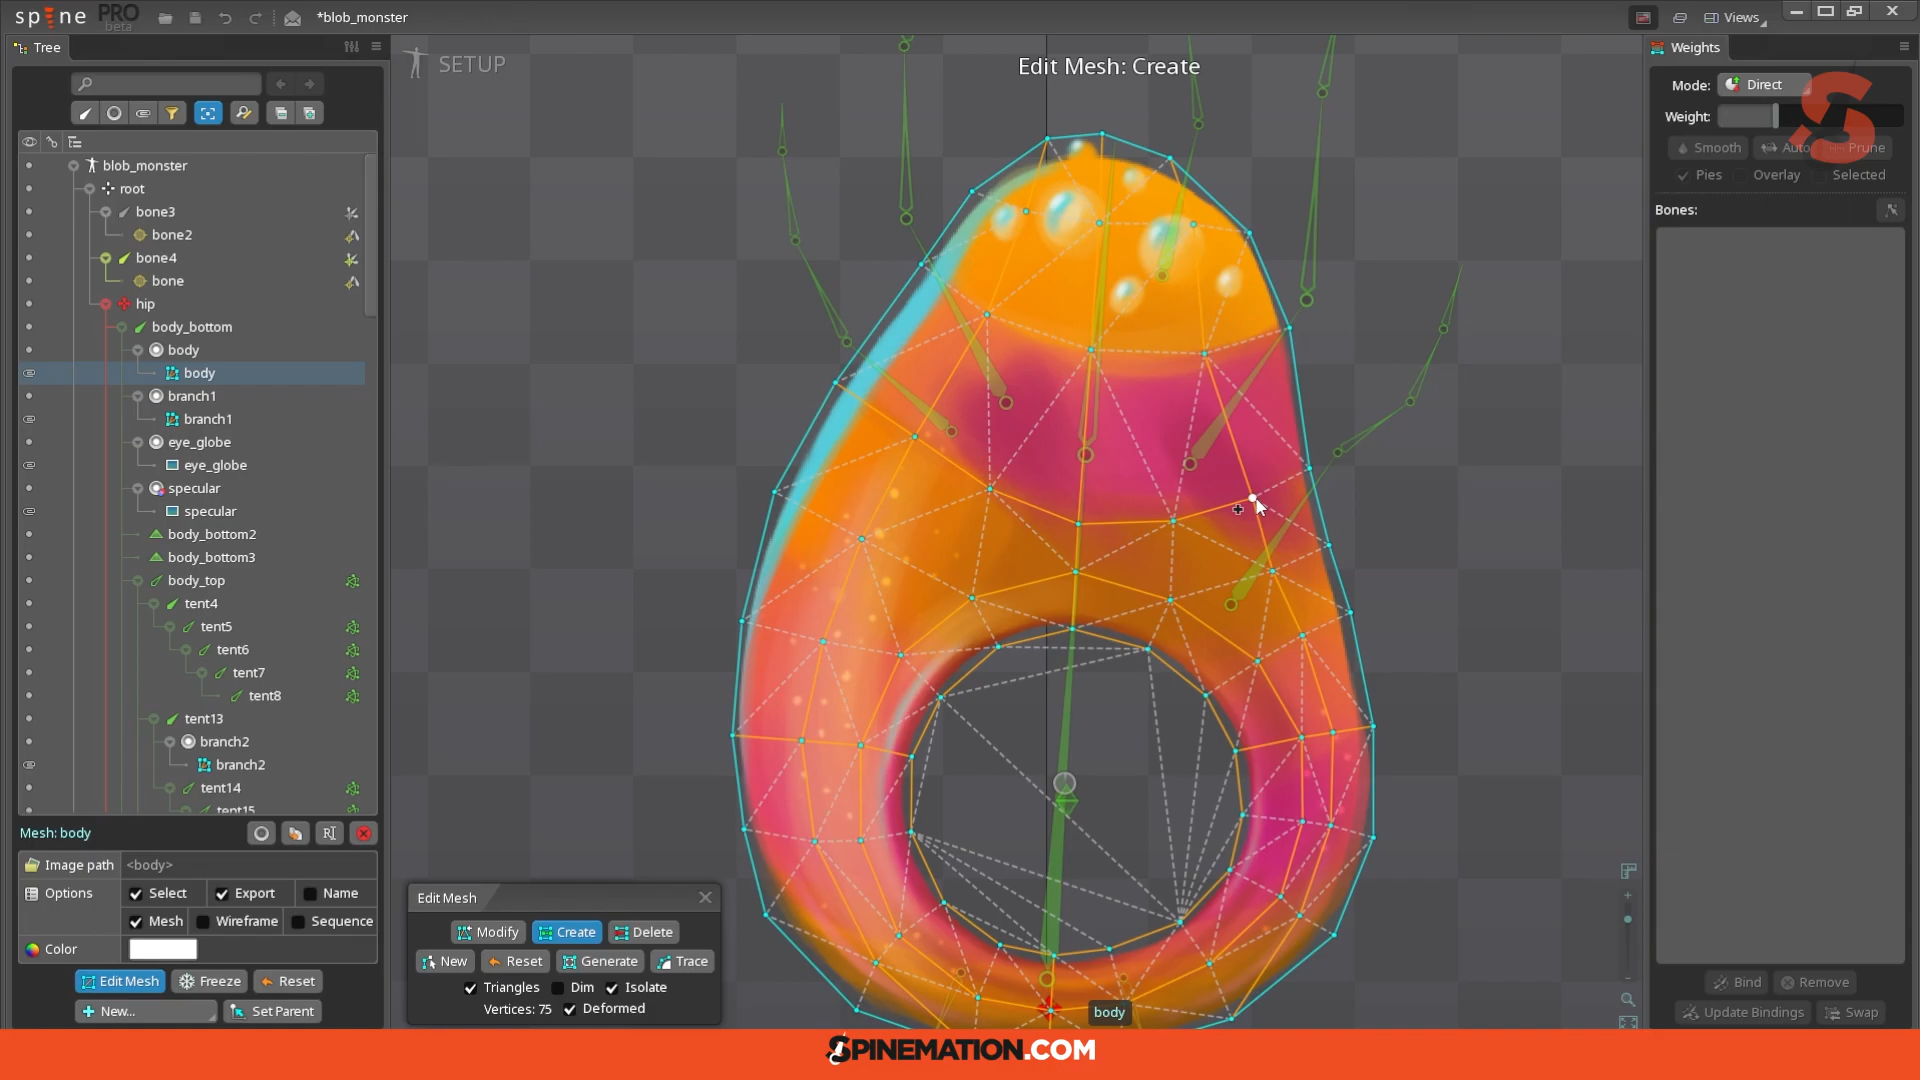 spine PRO beta
*blob_monster
Views
Tree
SETUP
Edit Mesh: Create
Weights
Mode: Direct
Weight:
Smooth Auto Prune
Pies Overlay Selected
Bones:
blob_monster
root
bone3
bone2
bone4
bone
hip
body_bottom
body
body
branch1
branch1
eye_globe
eye_globe
specular
specular
body_bottom2
body_bottom3
body_top
tent4
tent5
tent6
tent7
tent8
tent13
branch2
branch2
tent14
tent15
Mesh: body
Image path <body>
Options Select Export Name
Mesh Wireframe Sequence
Color
Edit Mesh Freeze Reset
New... Set Parent
Edit Mesh
Modify Create Delete
New Reset Generate Trace
Triangles Dim Isolate
Vertices: 75 Deformed
body
Bind Remove
Update Bindings Swap
SPINEMATION.COM